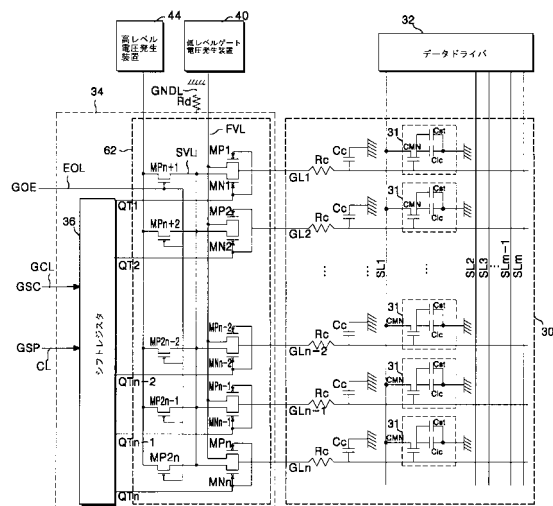 44
40
32
高レベル
電圧発生
装置
低レベルゲート
電圧発生装置
データドライバ
GNDL
Rd
34
FVL
62
SVL
EOL
GOE
36
MPn+1
MP1
MN1
QT1
GL1
Rc
Cc
31
CMN
Cst
Clc
MPn+2
MP2
MN2
QT2
GL2
Rc
Cc
31
CMN
Cst
Clc
GCL
GSC
シフトレジスタ
GSP
CL
SL1
SL2
SL3
SLm-1
SLm
30
MP2n-2
MPn-2
MNn-2
QTn-2
GLn-2
Rc
Cc
31
CMN
Cst
Clc
MP2n-1
MPn-1
MNn-1
QTn-1
GLn-1
Rc
Cc
31
CMN
Cst
Clc
MP2n
MPn
MNn
QTn
GLn
Rc
Cc
31
CMN
Cst
Clc